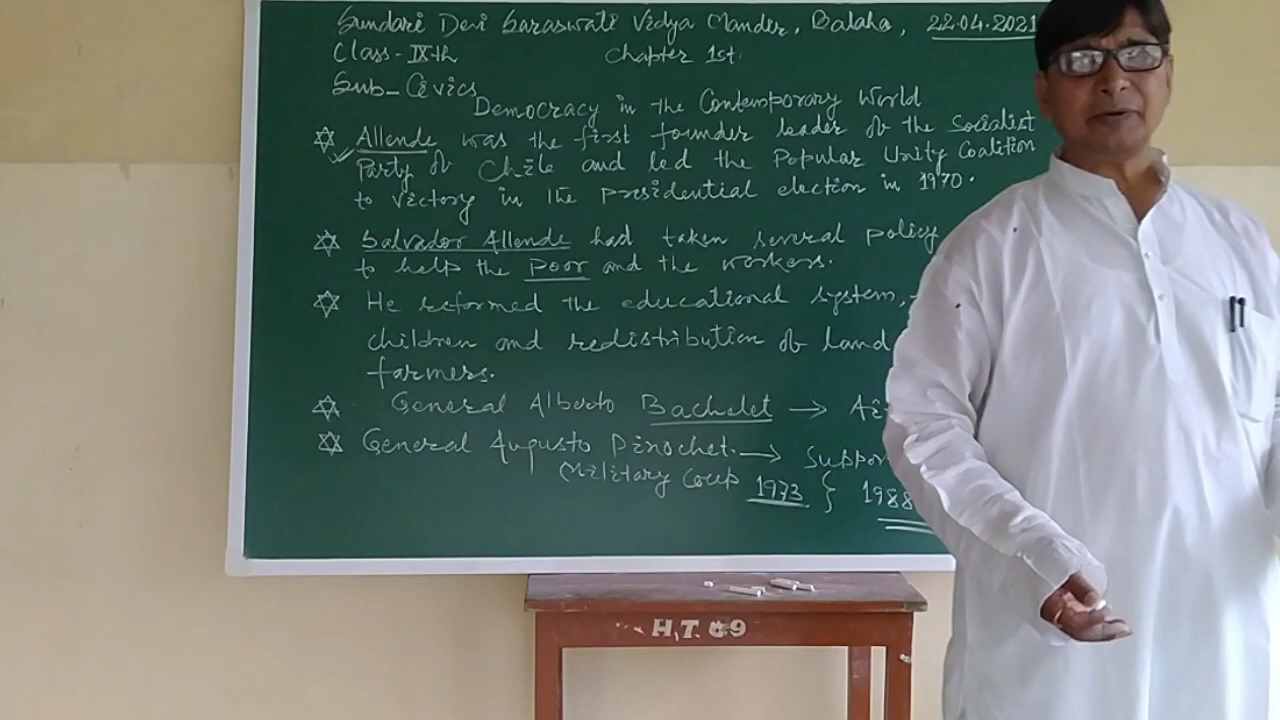 Sundari Devi Saraswati Vidya Mander, Balaha, 22.04.2021
Class-IXth Chapter 1st.
Sub-Civics
Democracy in the Contemporary World
Allende was the first founder leader of the Socialist
Party of Chile and led the Popular Unity Coalition
to victory in the presidential election in 1970.
Salvador Allende had taken several policy
to help the poor and the workers.
He reformed the educational system,
children and redistribution of land
farmers.
General Alberto Bachelet → Ai
General Augusto Pinochet. → Suppor
Military Coup 1973 } 1988
H.T. 69